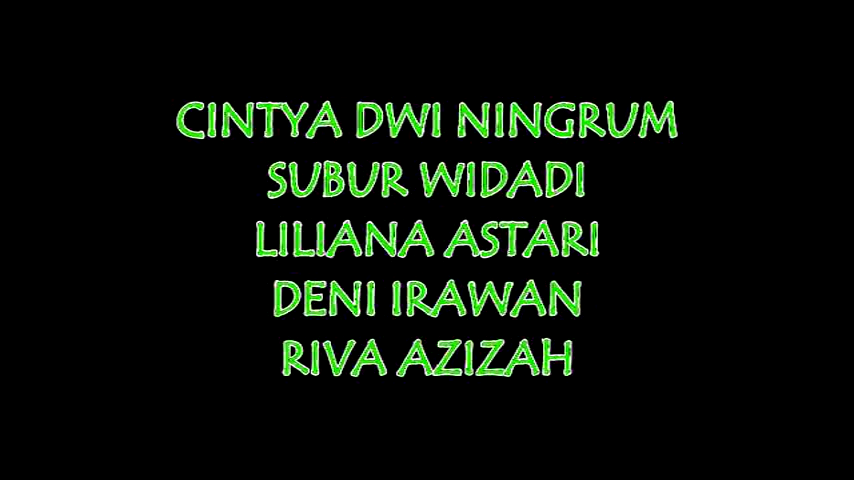 CINTYA DWI NINGRUM
SUBUR WIDADI
LILIANA ASTARI
DENI IRAWAN
RIVA AZIZAH